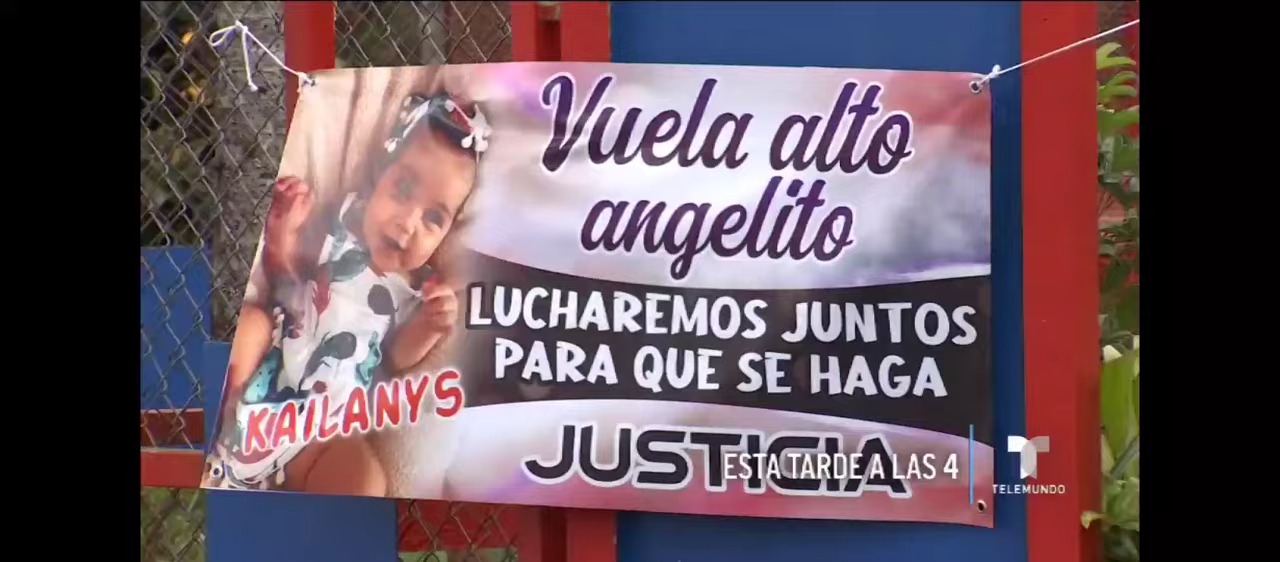 Vuela alto
angelito
LUCHAREMOS JUNTOS
PARA QUE SE HAGA
KAILANYS
JUSTICIA
ESTA TARDE A LAS 4
TELEMUNDO